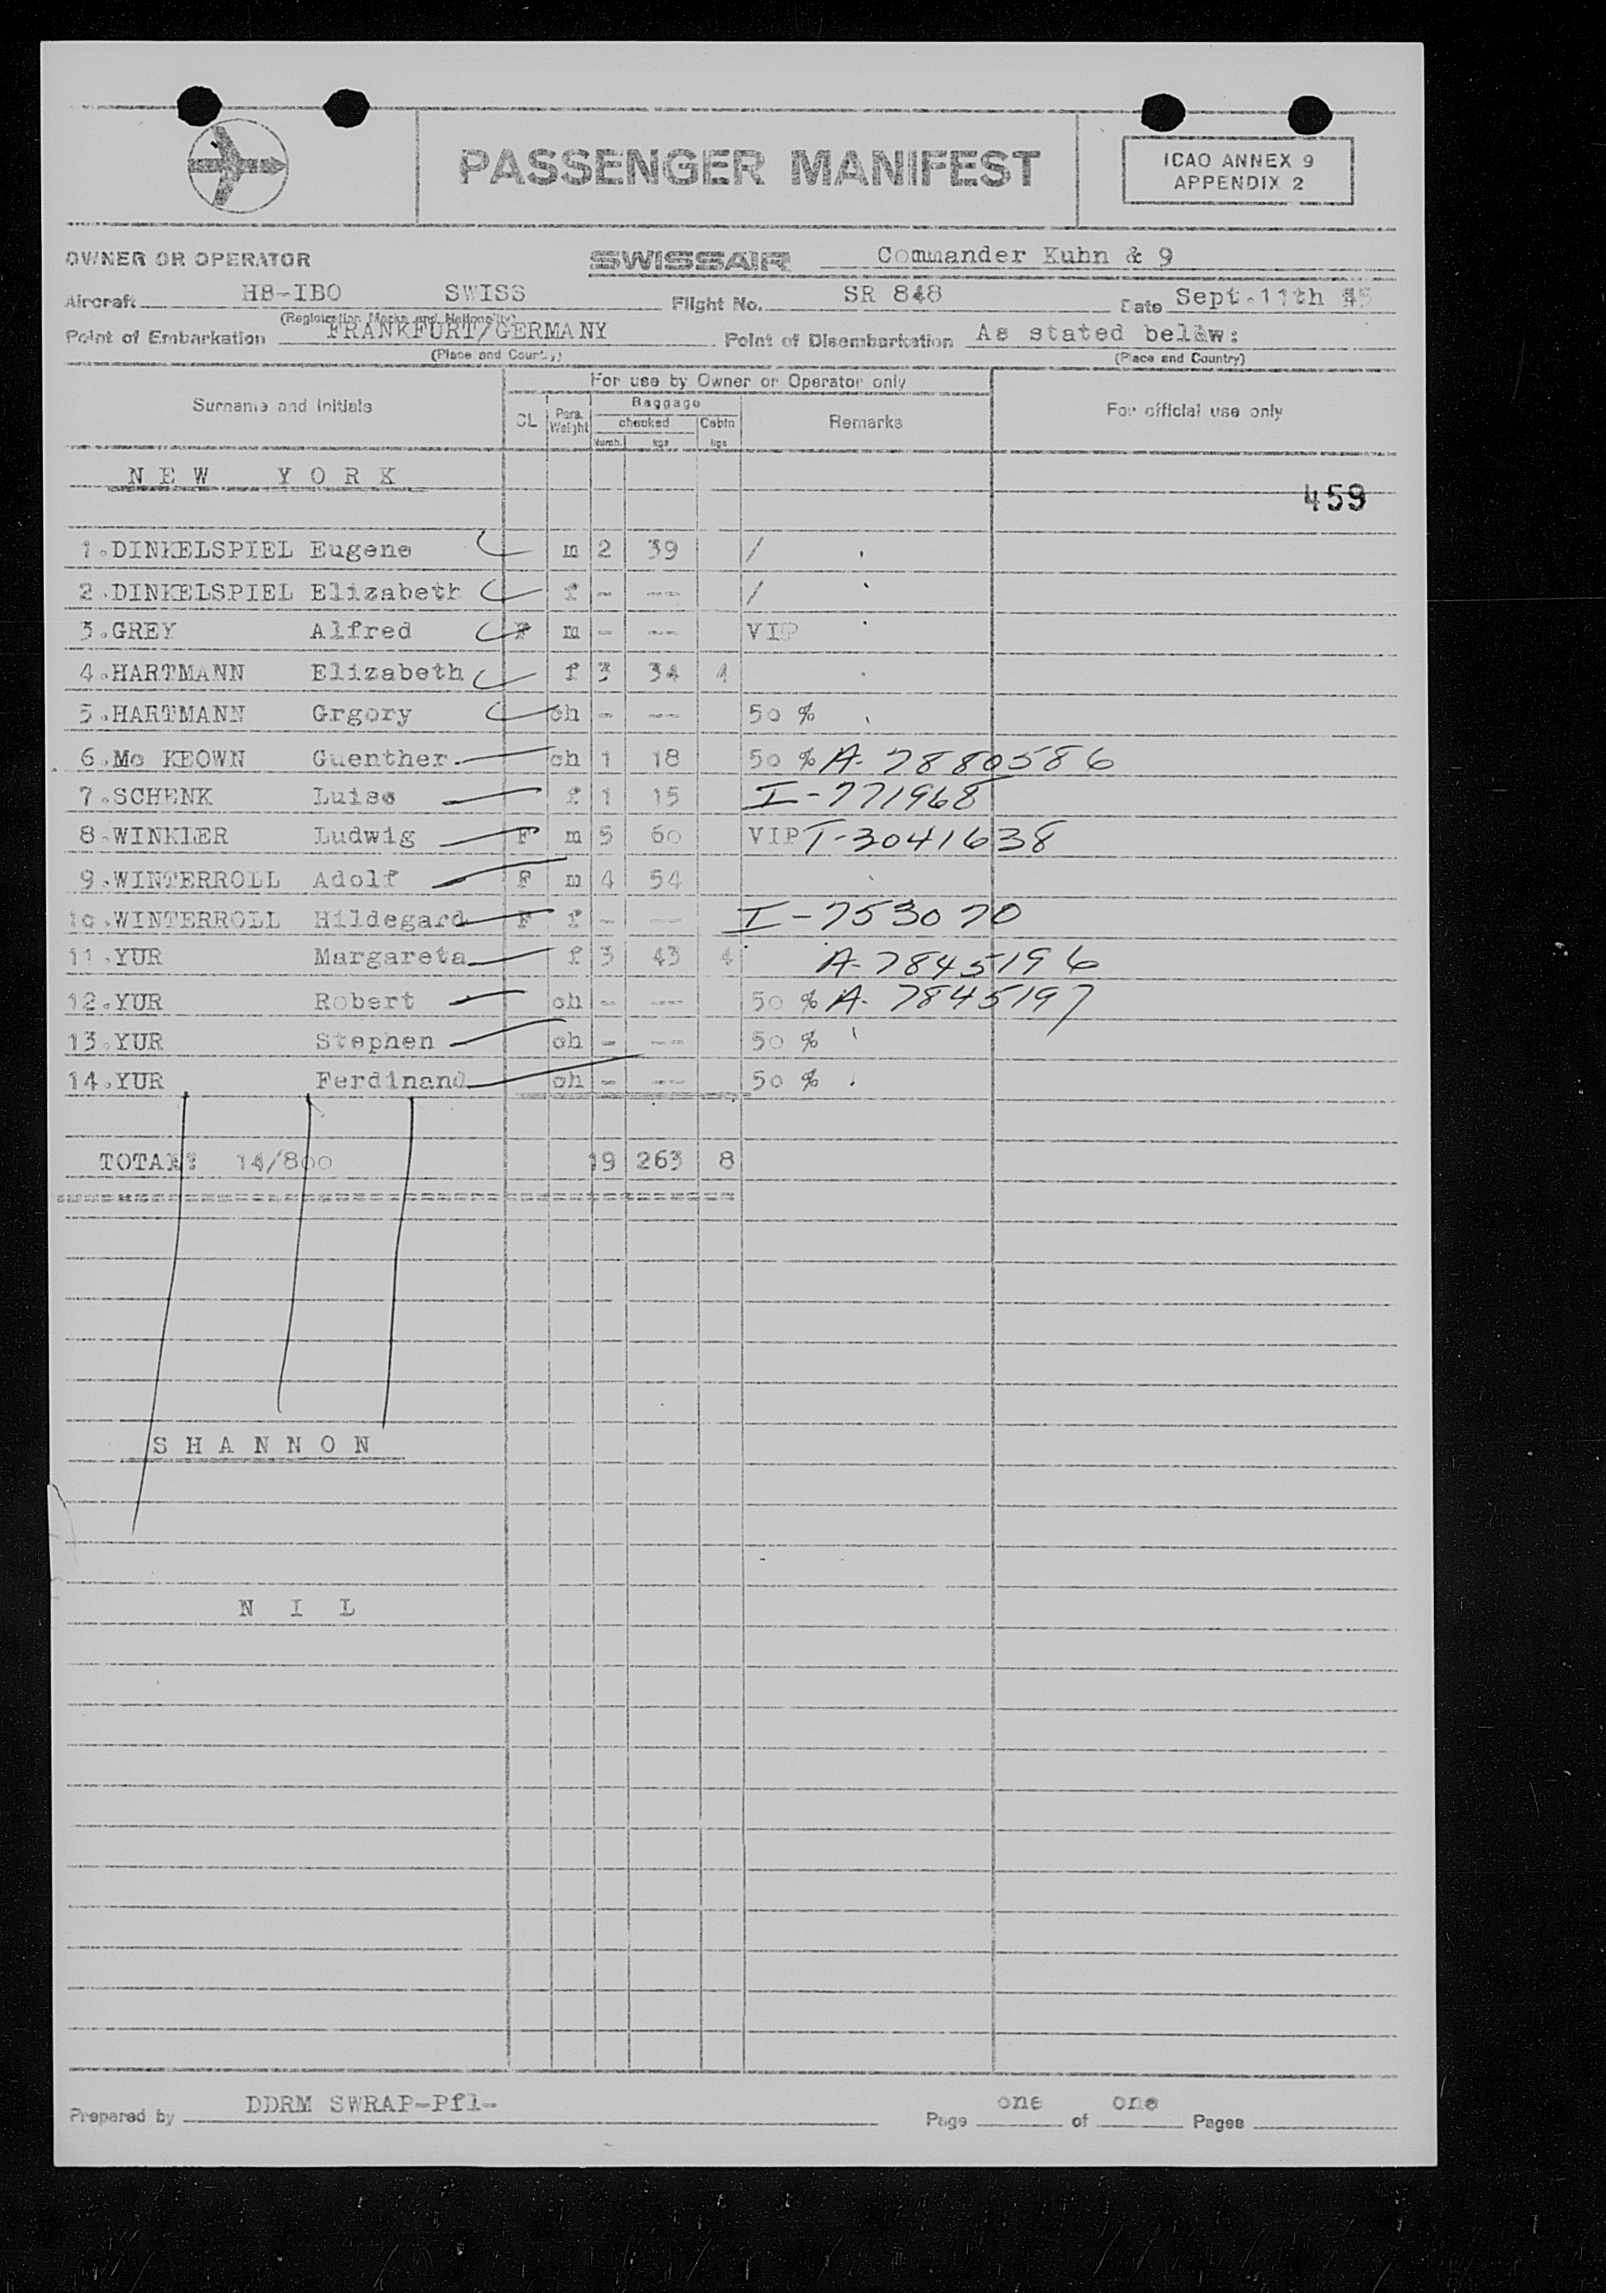 PASSENGER MANIFEST
ICAO ANNEX 9
APPENDIX 2
OWNER OR OPERATOR SWISSAIR Commander Kuhn & 9
Aircraft HB-IBO SWISS Flight No. SR 848 Date Sept.11th
(Registration Marks and Nationality)
Point of Embarkation FRANKFURT/GERMANY Point of Disembarkation As stated below:
(Place and Country) (Place and Country)
Surname and Initials For use by Owner or Operator only For official use only
CL Pers. Weight Baggage Remarks
checked Cabin
Numb. kgs kgs
NEW YORK
459
1.DINKELSPIEL Eugene m 2 39 /
2.DINKELSPIEL Elizabeth f - --- /
3.GREY Alfred F m - --- VIP
4.HARTMANN Elizabeth f 3 34 4
5.HARTMANN Grgory ch - --- 50 %
6.Mc KEOWN Guenther ch 1 18 50 % A-7880586
7.SCHENK Luise f 1 15 I-771968
8.WINKLER Ludwig F m 5 60 VIP T-3041638
9.WINTERROLL Adolf F m 4 54
10.WINTERROLL Hildegard F f - --- I-753070
11.YUR Margareta f 3 43 4 A-7845196
12.YUR Robert ch - --- 50 % A-7845197
13.YUR Stephen ch - --- 50 %
14.YUR Ferdinand ch - --- 50 %
TOTAL: 14/800 19 263 8
SHANNON
NIL
Prepared by DDRM SWRAP-Pfl- Page one of one Pages